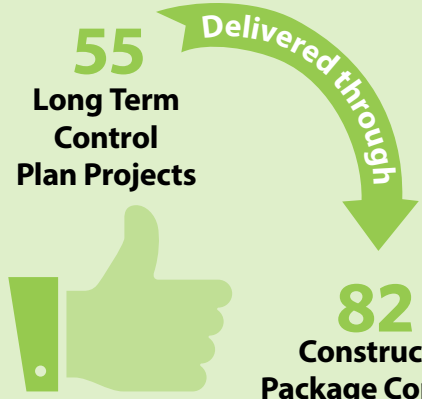 55
Long Term
Control
Plan Projects
Delivered through
82
Package